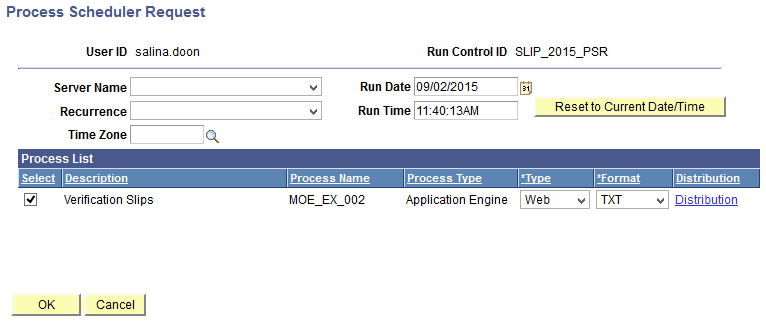 Process Scheduler Request
User ID salina.doon Run Control ID SLIP_2015_PSR
Server Name Run Date 09/02/2015 31
Recurrence Run Time 11:40:13AM Reset to Current Date/Time
Time Zone
Process List
Select Description Process Name Process Type *Type *Format Distribution
Verification Slips MOE_EX_002 Application Engine Web TXT Distribution
OK Cancel